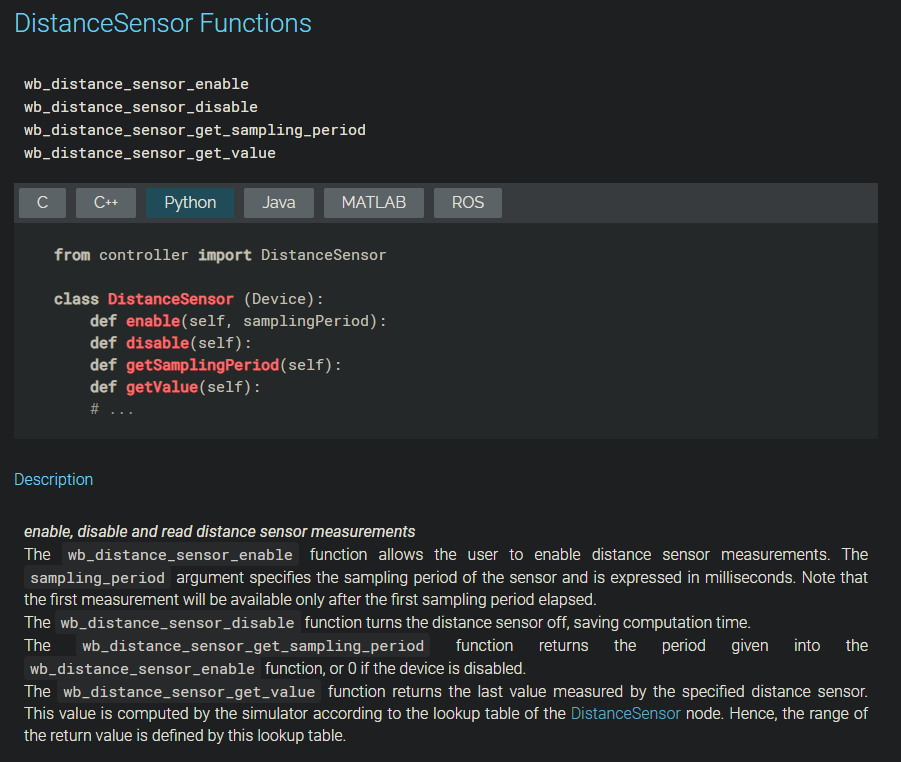 DistanceSensor Functions
wb_distance_sensor_enable
wb_distance_sensor_disable
wb_distance_sensor_get_sampling_period
wb_distance_sensor_get_value
C C++ Python Java MATLAB ROS
from controller import DistanceSensor
class DistanceSensor (Device):
    def enable(self, samplingPeriod):
    def disable(self):
    def getSamplingPeriod(self):
    def getValue(self):
    # ...
Description
enable, disable and read distance sensor measurements
The wb_distance_sensor_enable function allows the user to enable distance sensor measurements. The
sampling_period argument specifies the sampling period of the sensor and is expressed in milliseconds. Note that
the first measurement will be available only after the first sampling period elapsed.
The wb_distance_sensor_disable function turns the distance sensor off, saving computation time.
The wb_distance_sensor_get_sampling_period function returns the period given into the
wb_distance_sensor_enable function, or 0 if the device is disabled.
The wb_distance_sensor_get_value function returns the last value measured by the specified distance sensor.
This value is computed by the simulator according to the lookup table of the DistanceSensor node. Hence, the range of
the return value is defined by this lookup table.